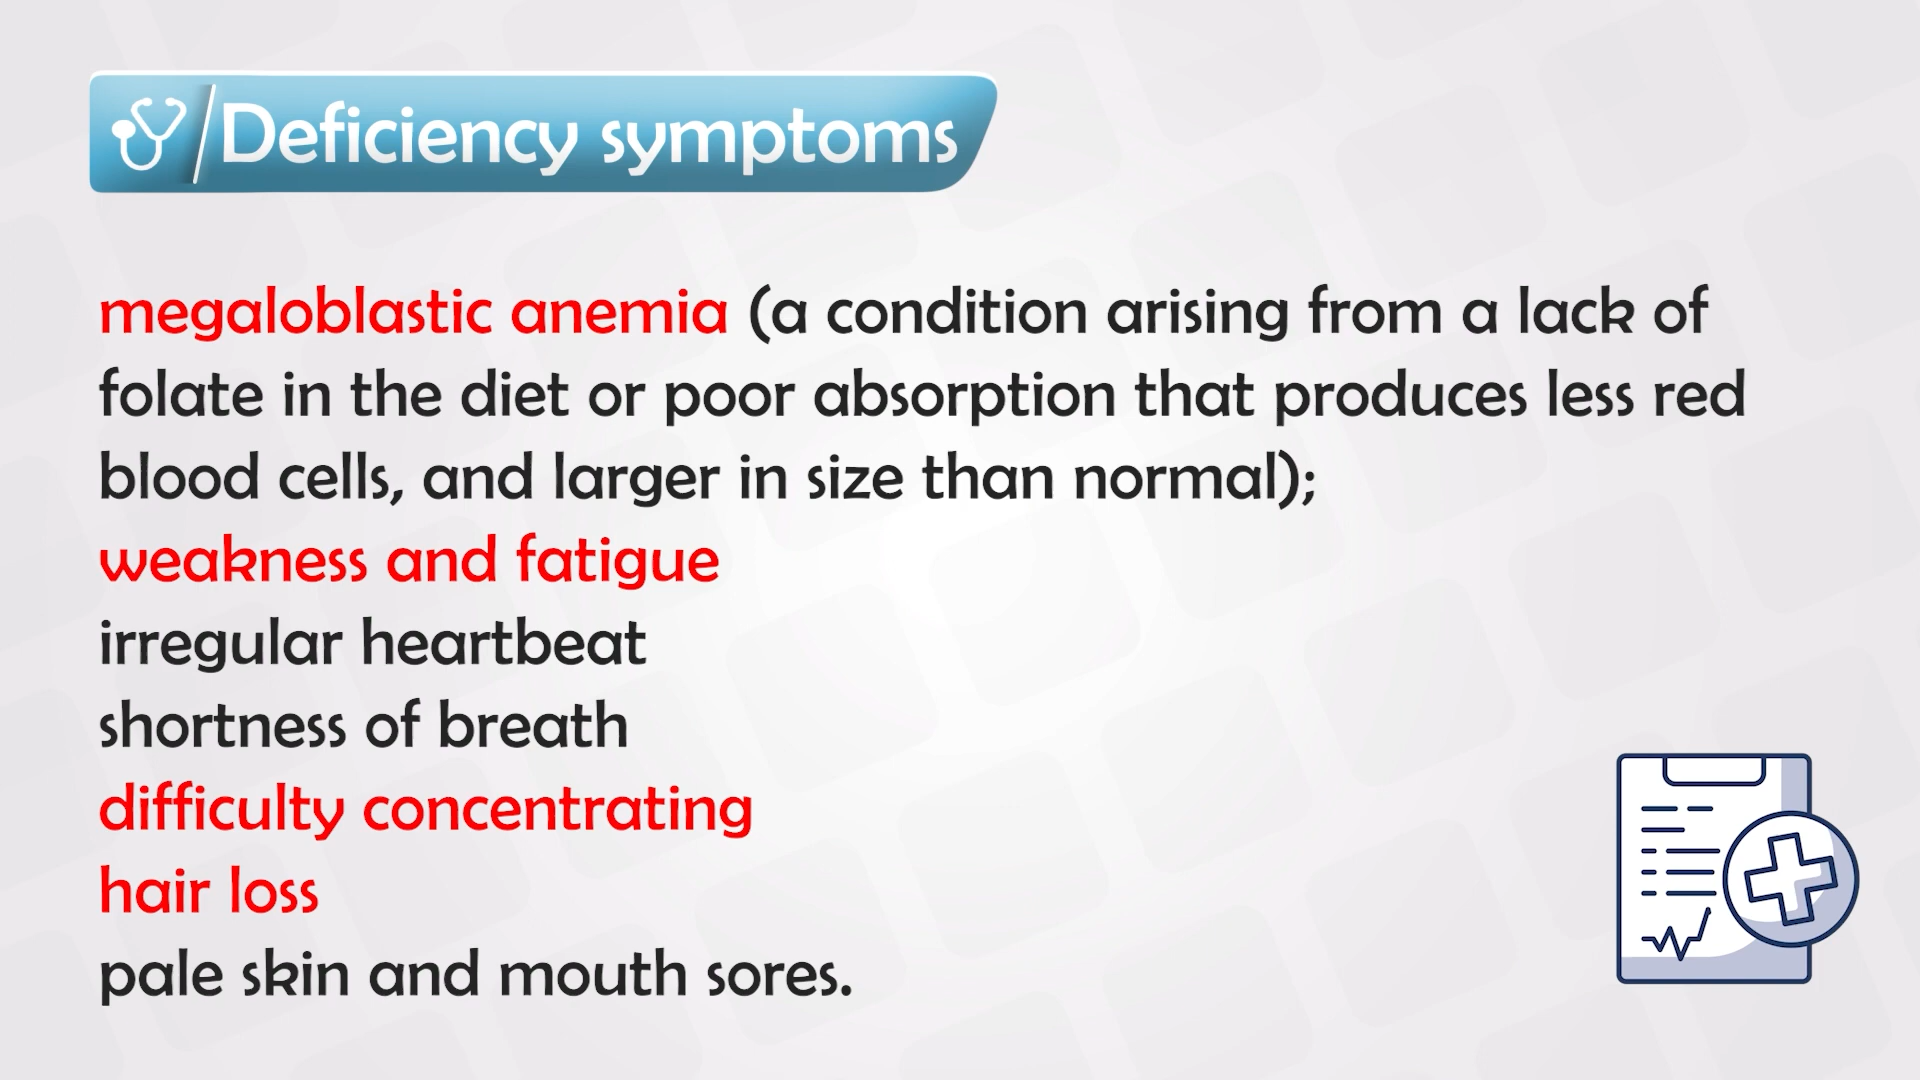 Deficiency symptoms
megaloblastic anemia (a condition arising from a lack of
folate in the diet or poor absorption that produces less red
blood cells, and larger in size than normal);
weakness and fatigue
irregular heartbeat
shortness of breath
difficulty concentrating
hair loss
pale skin and mouth sores.